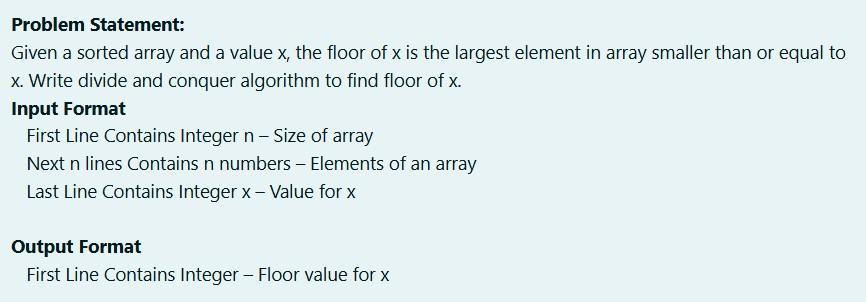 Problem Statement:
Given a sorted array and a value x, the floor of x is the largest element in array smaller than or equal to
x. Write divide and conquer algorithm to find floor of x.
Input Format
First Line Contains Integer n – Size of array
Next n lines Contains n numbers – Elements of an array
Last Line Contains Integer x – Value for x
Output Format
First Line Contains Integer – Floor value for x